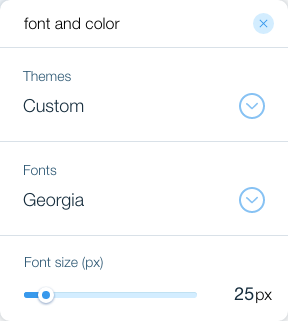 font and color
Themes
Custom
Fonts
Georgia
Font size (px)
25px